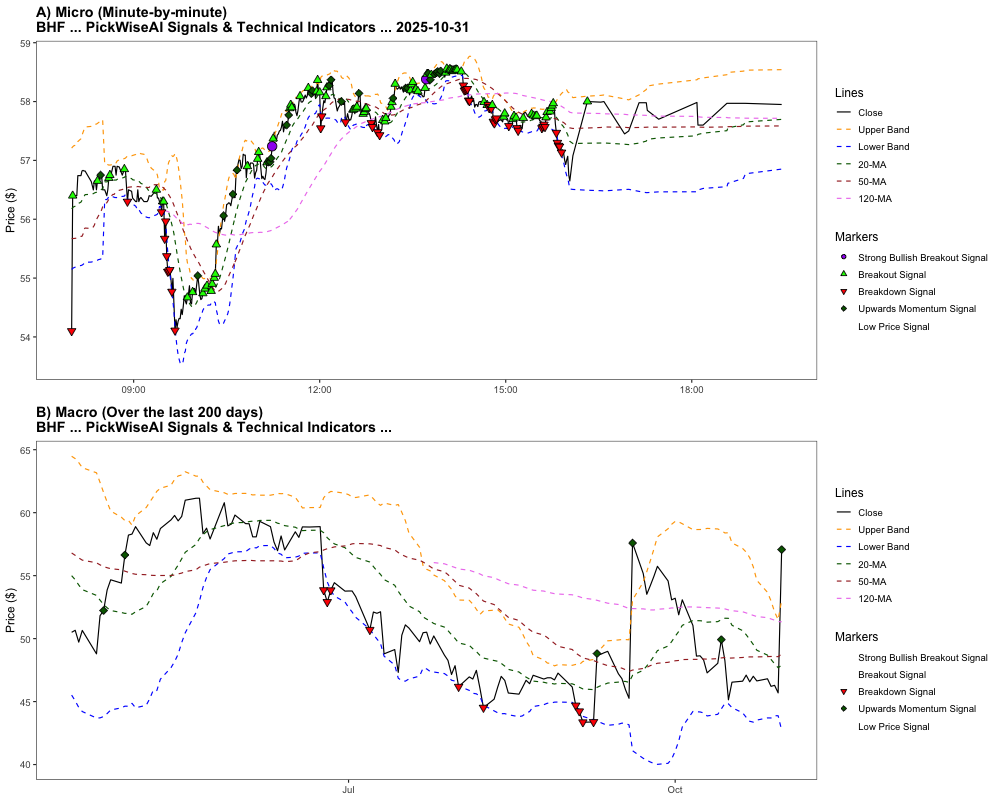 A) Micro (Minute-by-minute)
BHF ... PickWiseAI Signals & Technical Indicators ... 2025-10-31
59
58
57
56
55
54
Price ($)
09:00
12:00
15:00
18:00
Lines
Close
Upper Band
Lower Band
20-MA
50-MA
120-MA
Markers
Strong Bullish Breakout Signal
Breakout Signal
Breakdown Signal
Upwards Momentum Signal
Low Price Signal
B) Macro (Over the last 200 days)
BHF ... PickWiseAI Signals & Technical Indicators ...
65
60
55
50
45
40
Price ($)
Jul
Oct
Lines
Close
Upper Band
Lower Band
20-MA
50-MA
120-MA
Markers
Strong Bullish Breakout Signal
Breakout Signal
Breakdown Signal
Upwards Momentum Signal
Low Price Signal